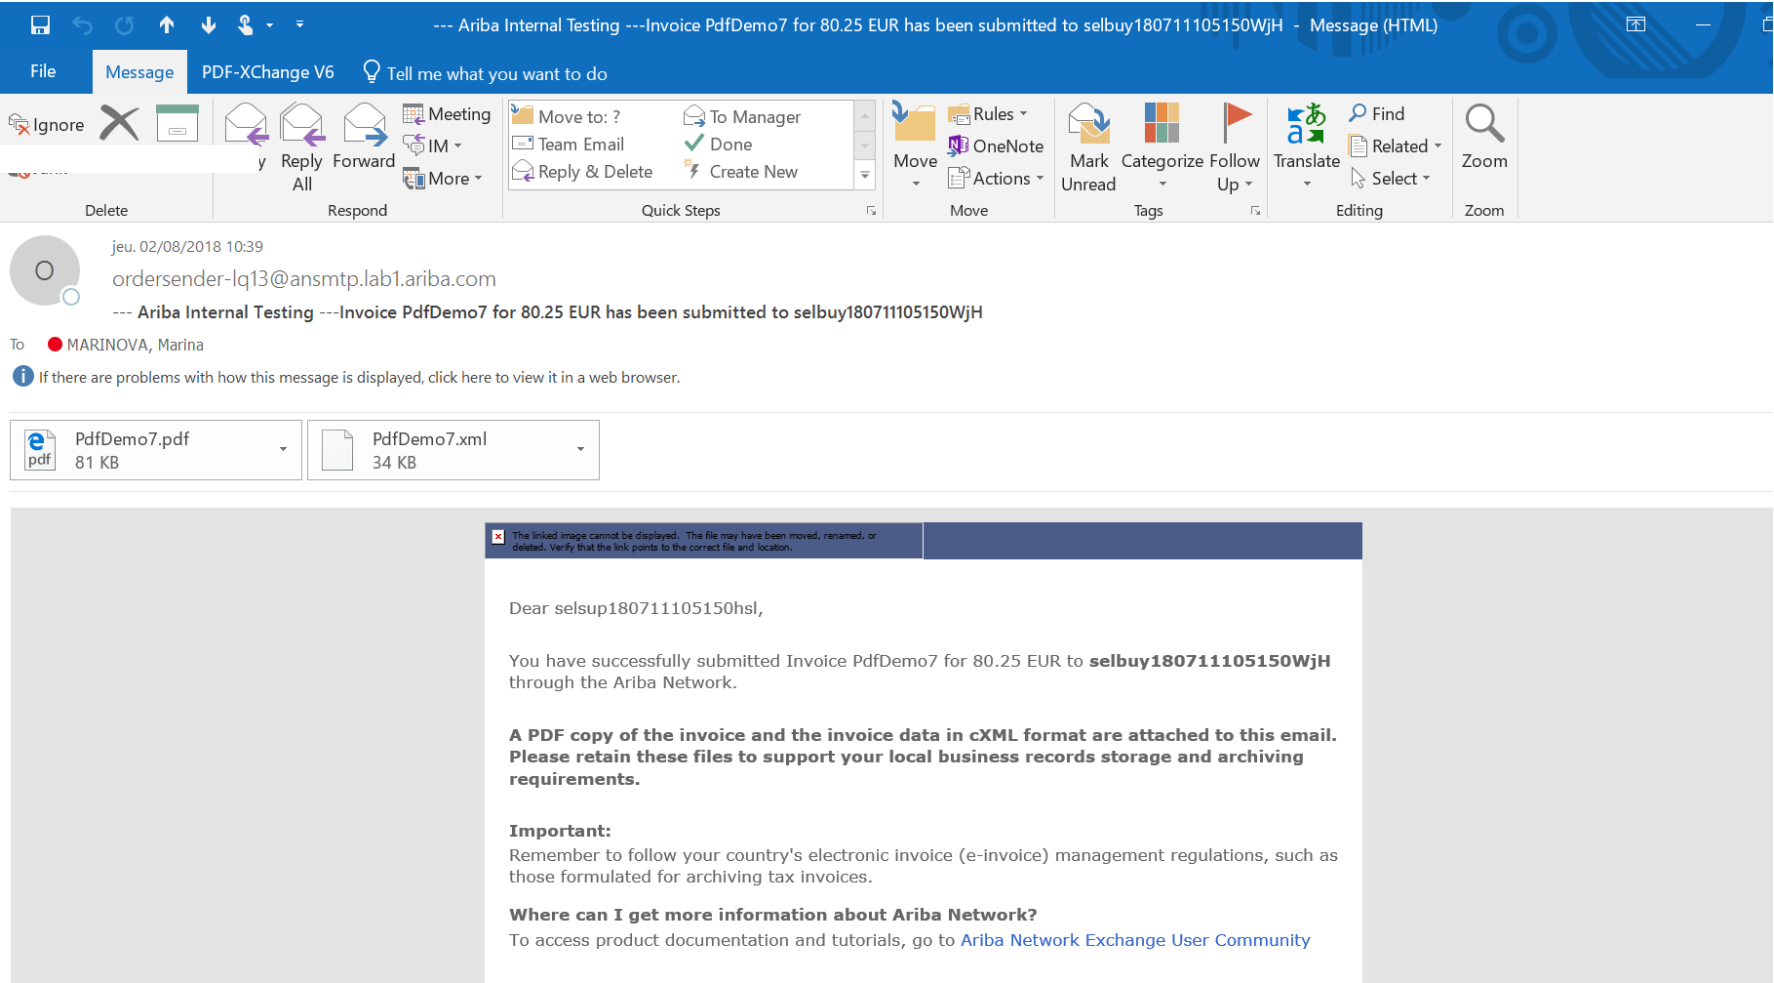 --- Ariba Internal Testing ---Invoice PdfDemo7 for 80.25 EUR has been submitted to selbuy180711105150WjH - Message (HTML)
File Message PDF-XChange V6 Tell me what you want to do
Ignore
Reply All
Forward
Meeting
IM
More
Move to: ?
Team Email
Reply & Delete
To Manager
Done
Create New
Move
Rules
OneNote
Actions
Mark Unread
Categorize
Follow Up
Translate
Find
Related
Select
Zoom
Delete Respond Quick Steps Move Tags Editing Zoom
O
jeu. 02/08/2018 10:39
ordersender-lq13@ansmtp.lab1.ariba.com
--- Ariba Internal Testing ---Invoice PdfDemo7 for 80.25 EUR has been submitted to selbuy180711105150WjH
To MARINOVA, Marina
If there are problems with how this message is displayed, click here to view it in a web browser.
pdf
PdfDemo7.pdf
81 KB
PdfDemo7.xml
34 KB
The linked image cannot be displayed. The file may have been moved, renamed, or
deleted. Verify that the link points to the correct file and location.
Dear selsup180711105150hsl,
You have successfully submitted Invoice PdfDemo7 for 80.25 EUR to selbuy180711105150WjH
through the Ariba Network.
A PDF copy of the invoice and the invoice data in cXML format are attached to this email.
Please retain these files to support your local business records storage and archiving
requirements.
Important:
Remember to follow your country's electronic invoice (e-invoice) management regulations, such as
those formulated for archiving tax invoices.
Where can I get more information about Ariba Network?
To access product documentation and tutorials, go to Ariba Network Exchange User Community